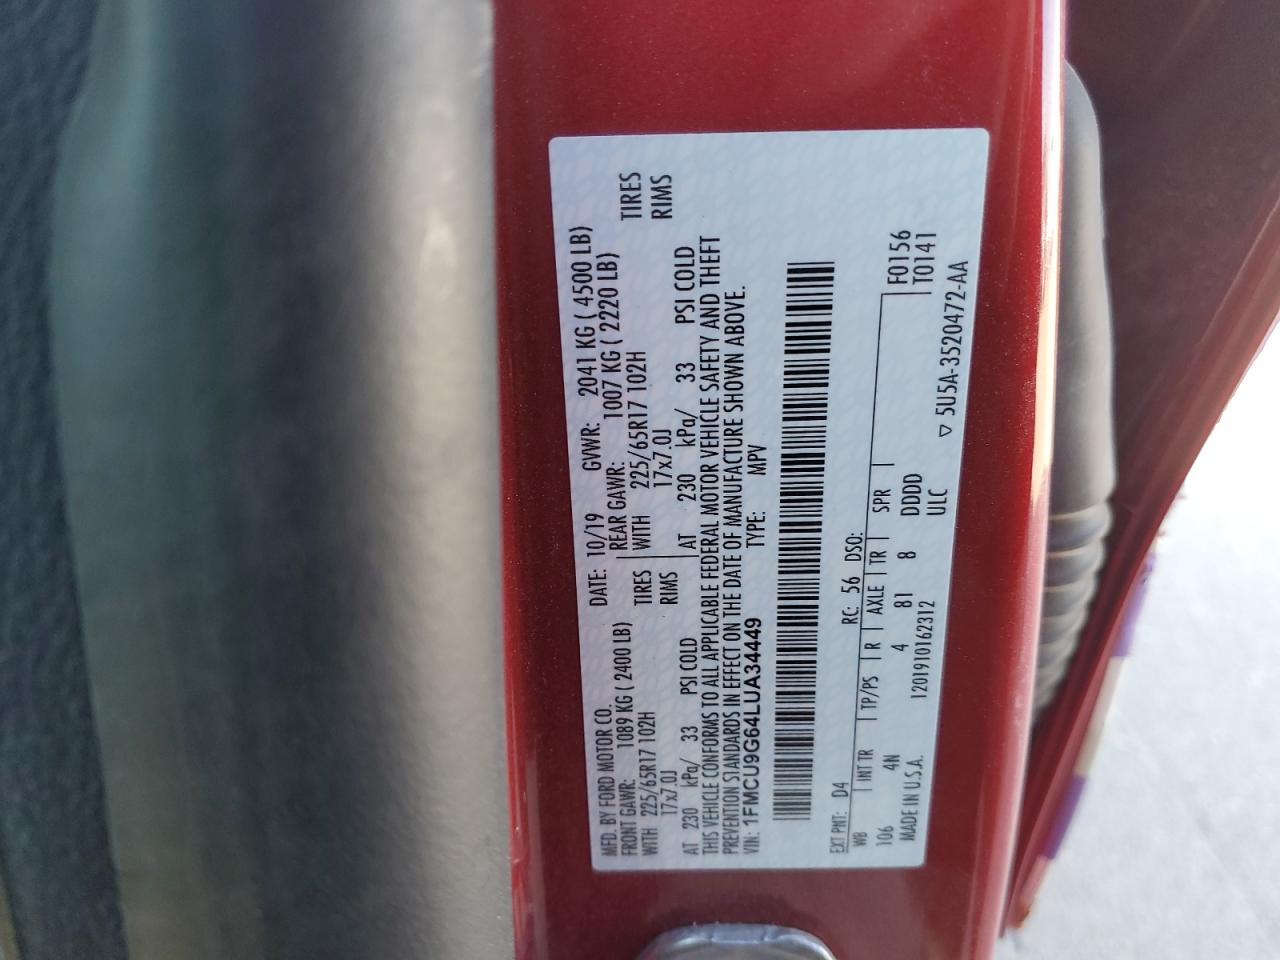 MFD. BY FORD MOTOR CO. DATE: 10/19 GVWR: 2041 KG ( 4500 LB)
FRONT GAWR: 1089 KG ( 2400 LB) REAR GAWR: 1007 KG ( 2220 LB)
WITH 225/65R17 102H TIRES WITH 225/65R17 102H TIRES
17x7.0J RIMS 17x7.0J RIMS
AT 230 kPa/ 33 PSI COLD AT 230 kPa/ 33 PSI COLD
THIS VEHICLE CONFORMS TO ALL APPLICABLE FEDERAL MOTOR VEHICLE SAFETY AND THEFT
PREVENTION STANDARDS IN EFFECT ON THE DATE OF MANUFACTURE SHOWN ABOVE.
VIN: 1FMCU9G64LUA34449 TYPE: MPV
EXT PNT: D4 RC: 56 DSO:
WB INT TR TP/PS R AXLE TR SPR F0156
106 4N 4 81 8 DDDD T0141
MADE IN U.S.A. 1201910162312 ULC ▽ 5U5A-3520472-AA